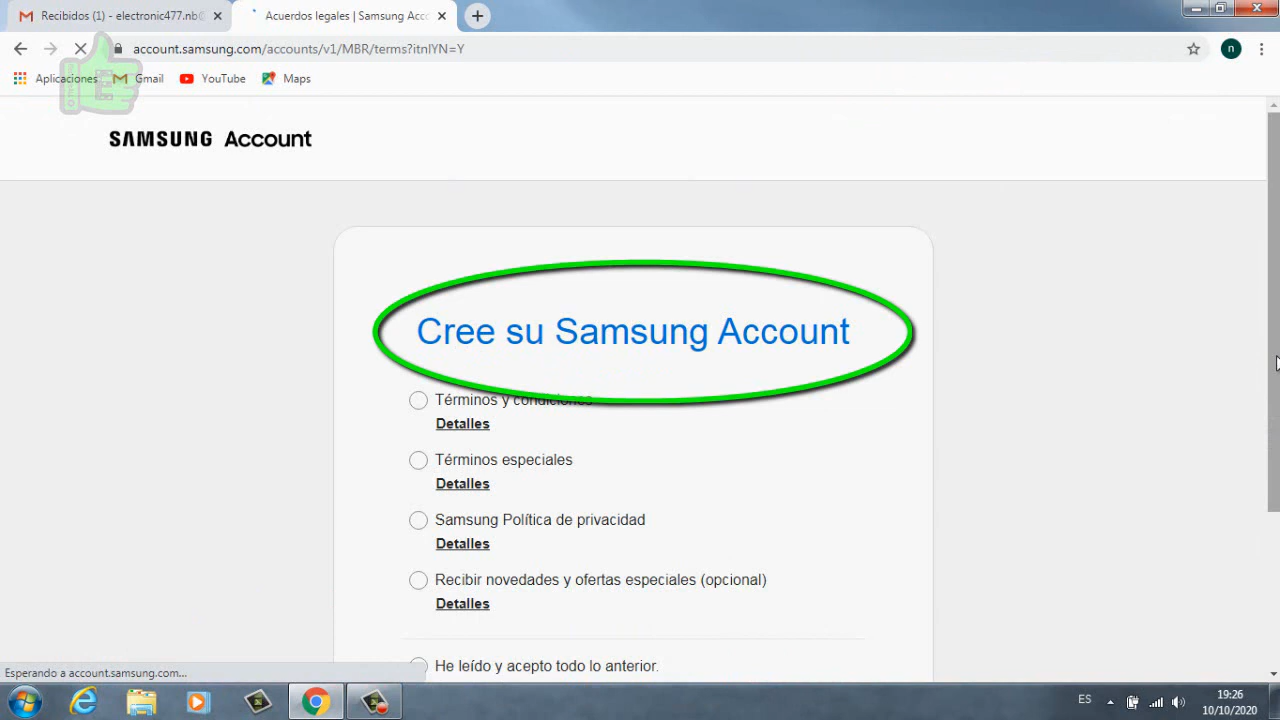 Recibidos (1) - electronic477.nb@
Acuerdos legales | Samsung Acc
account.samsung.com/accounts/v1/MBR/terms?itnlYN=Y
n
Aplicaciones
Gmail
YouTube
Maps
SAMSUNG Account
Cree su Samsung Account
Términos y condiciones
Detalles
Términos especiales
Detalles
Samsung Política de privacidad
Detalles
Recibir novedades y ofertas especiales (opcional)
Detalles
He leído y acepto todo lo anterior.
Esperando a account.samsung.com...
ES
19:26
10/10/2020